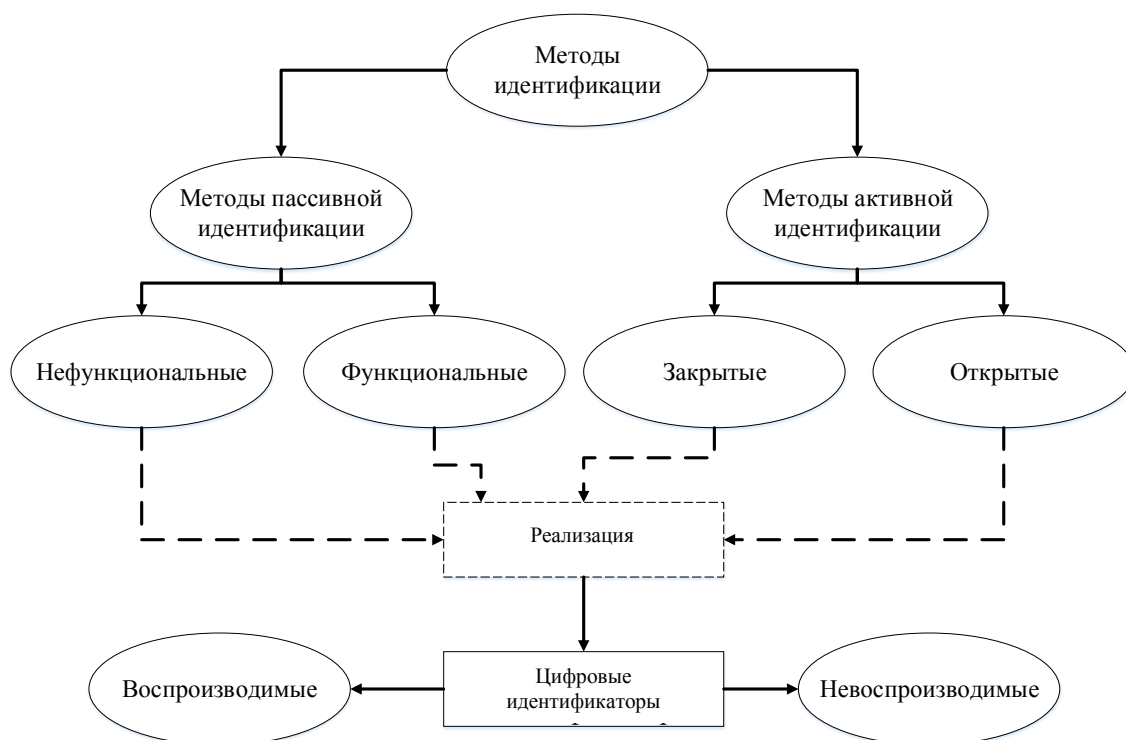 Методы
идентификации
Методы пассивной
идентификации
Методы активной
идентификации
Нефункциональные
Функциональные
Закрытые
Открытые
Реализация
Воспроизводимые
Цифровые
идентификаторы
Невоспроизводимые